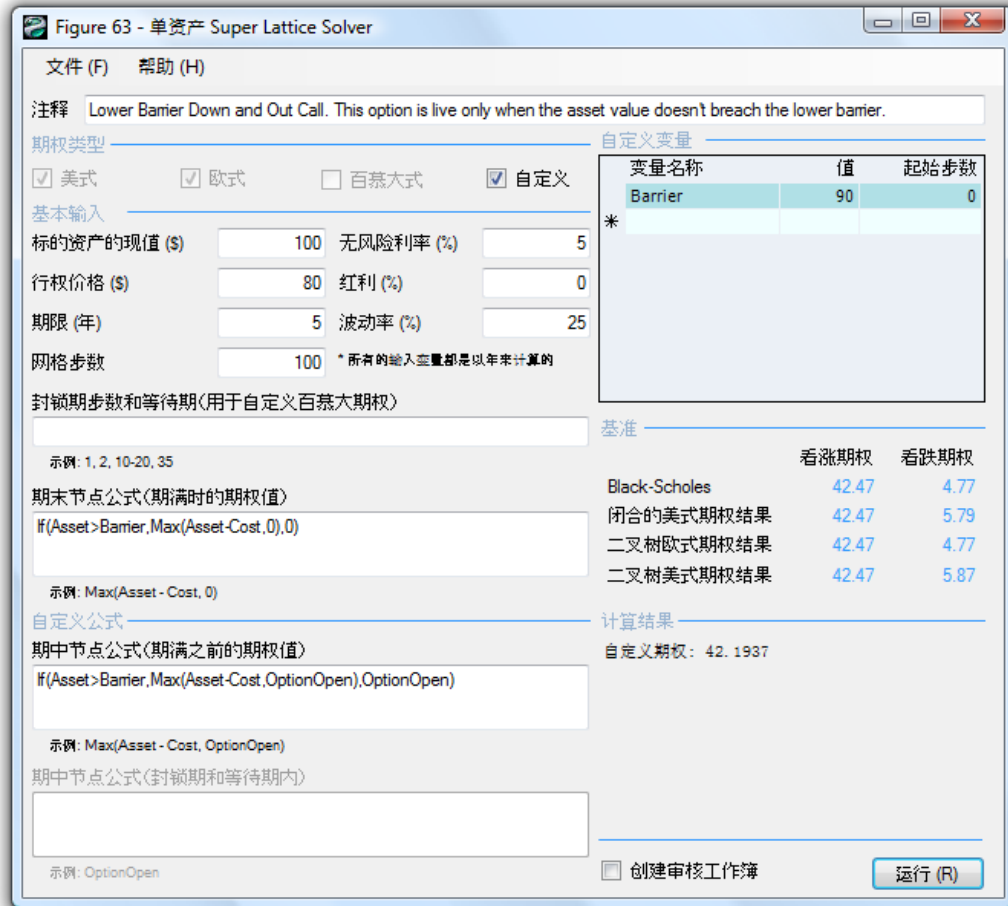 Figure 63 - 单资产 Super Lattice Solver
文件 (F) 帮助 (H)
注释 Lower Barrier Down and Out Call. This option is live only when the asset value doesn't breach the lower barrier.
期权类型
美式 欧式 百慕大式 自定义
基本输入
标的资产的现值 ($) 100 无风险利率 (%) 5
行权价格 ($) 80 红利 (%) 0
期限 (年) 5 波动率 (%) 25
网格步数 100 * 所有的输入变量都是以年来计算的
封锁期步数和等待期(用于自定义百慕大期权)
示例: 1, 2, 10-20, 35
期末节点公式(期满时的期权值)
If(Asset>Barrier,Max(Asset-Cost,0),0)
示例: Max(Asset - Cost, 0)
自定义公式
期中节点公式(期满之前的期权值)
If(Asset>Barrier,Max(Asset-Cost,OptionOpen),OptionOpen)
示例: Max(Asset - Cost, OptionOpen)
期中节点公式(封锁期和等待期内)
示例: OptionOpen
自定义变量
变量名称 值 起始步数
Barrier 90 0
*
基准
看涨期权 看跌期权
Black-Scholes 42.47 4.77
闭合的美式期权结果 42.47 5.79
二叉树欧式期权结果 42.47 4.77
二叉树美式期权结果 42.47 5.87
计算结果
自定义期权: 42.1937
创建审核工作簿 运行 (R)